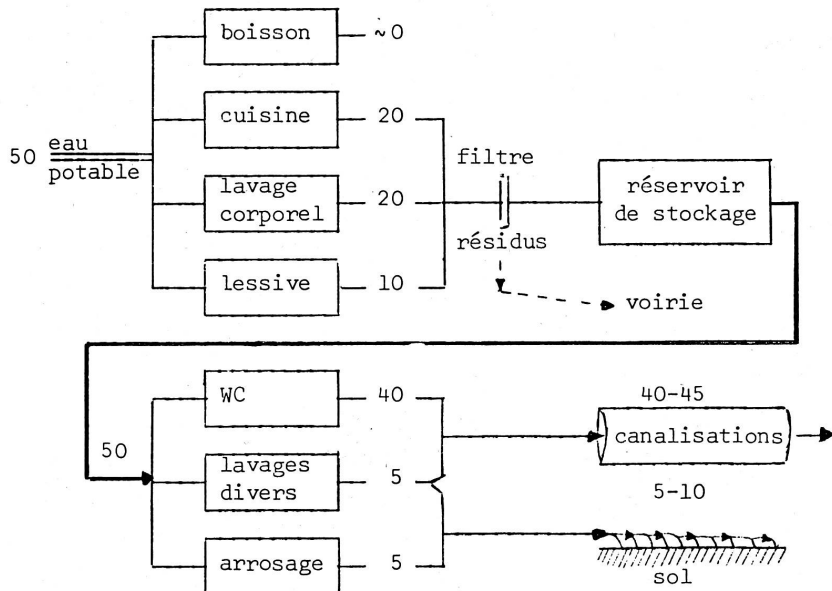 boisson ~0
cuisine 20
50 eau
potable
filtre
lavage
corporel 20
réservoir
de stockage
résidus
lessive 10
voirie
WC 40
40-45
canalisations
50
lavages
divers 5
5-10
arrosage 5
sol